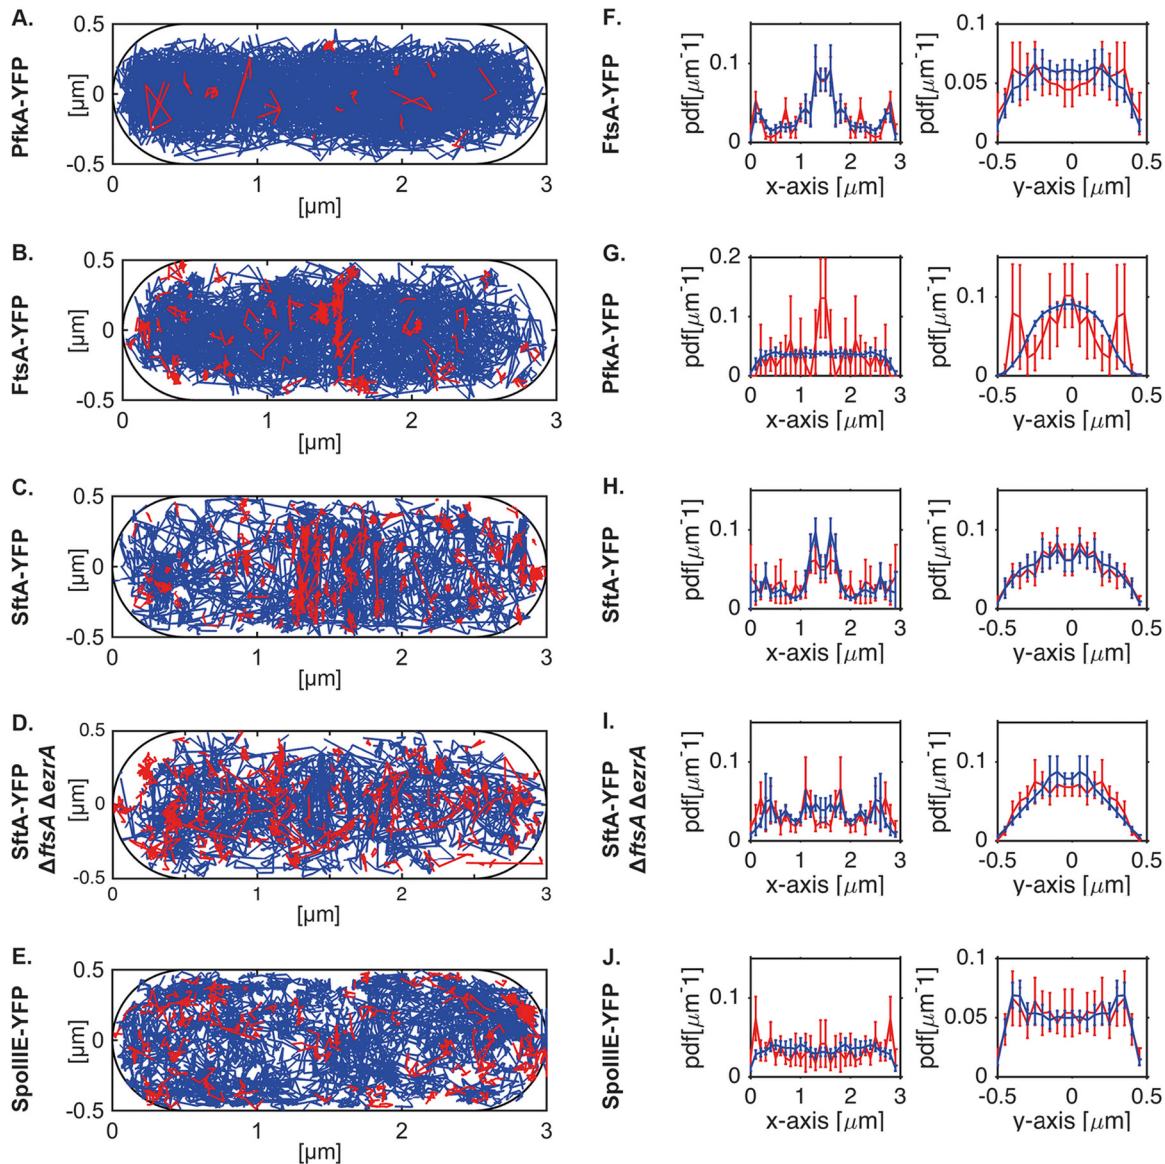 A.
PfkA-YFP
[µm]
0.5
0
-0.5
0 1 2 3
[µm]
F.
FtsA-YFP
pdf[µm^-1]
0.1
0
0 1 2 3
x-axis [µm]
pdf[µm^-1]
0.1
0.05
0
-0.5 0 0.5
y-axis [µm]
B.
FtsA-YFP
[µm]
0.5
0
-0.5
0 1 2 3
[µm]
G.
PfkA-YFP
pdf[µm^-1]
0.2
0.1
0
0 1 2 3
x-axis [µm]
pdf[µm^-1]
0.1
0
-0.5 0 0.5
y-axis [µm]
C.
SftA-YFP
[µm]
0.5
0
-0.5
0 1 2 3
[µm]
H.
SftA-YFP
pdf[µm^-1]
0.1
0
0 1 2 3
x-axis [µm]
pdf[µm^-1]
0.1
0
-0.5 0 0.5
y-axis [µm]
D.
SftA-YFP
ΔftsA ΔezrA
[µm]
0.5
0
-0.5
0 1 2 3
[µm]
I.
SftA-YFP
ΔftsA ΔezrA
pdf[µm^-1]
0.1
0
0 1 2 3
x-axis [µm]
pdf[µm^-1]
0.1
0
-0.5 0 0.5
y-axis [µm]
E.
SpoIIIE-YFP
[µm]
0.5
0
-0.5
0 1 2 3
[µm]
J.
SpoIIIE-YFP
pdf[µm^-1]
0.1
0
0 1 2 3
x-axis [µm]
pdf[µm^-1]
0.1
0.05
0
-0.5 0 0.5
y-axis [µm]